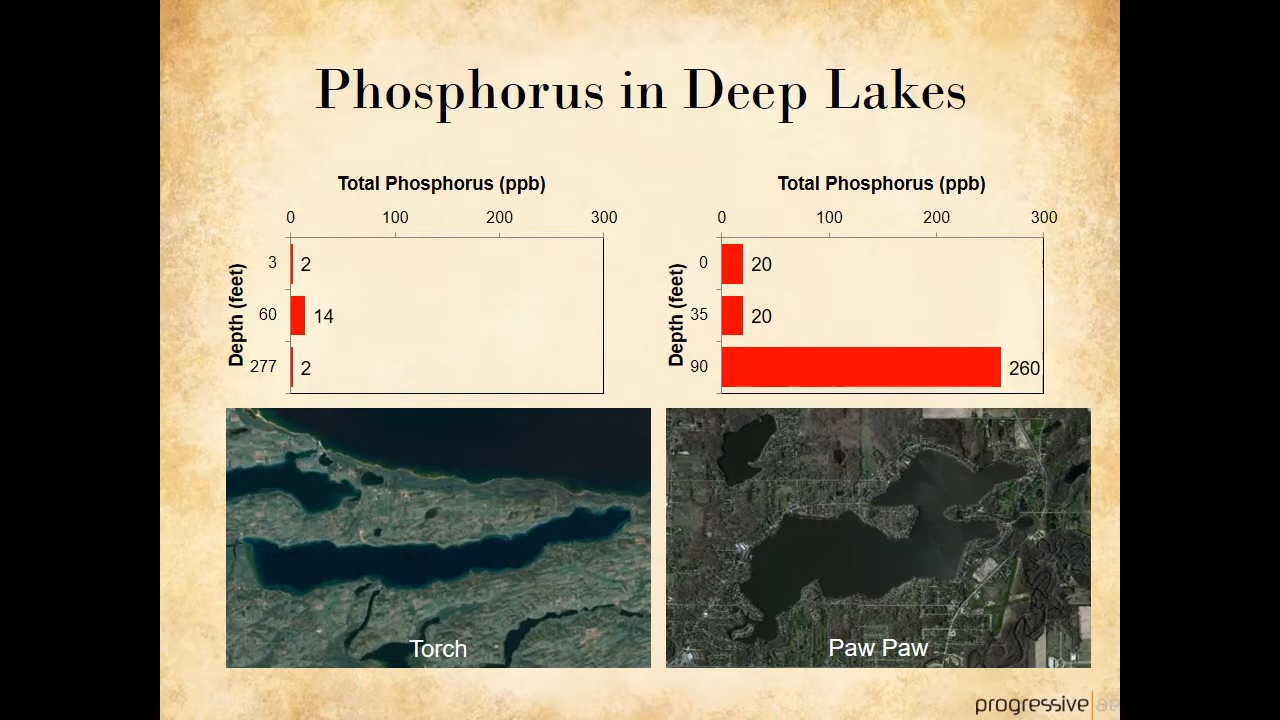 Phosphorus in Deep Lakes
Total Phosphorus (ppb)
0 100 200 300
Depth (feet)
3 2
60 14
277 2
Torch
Total Phosphorus (ppb)
0 100 200 300
Depth (feet)
0 20
35 20
90 260
Paw Paw
progressive ae